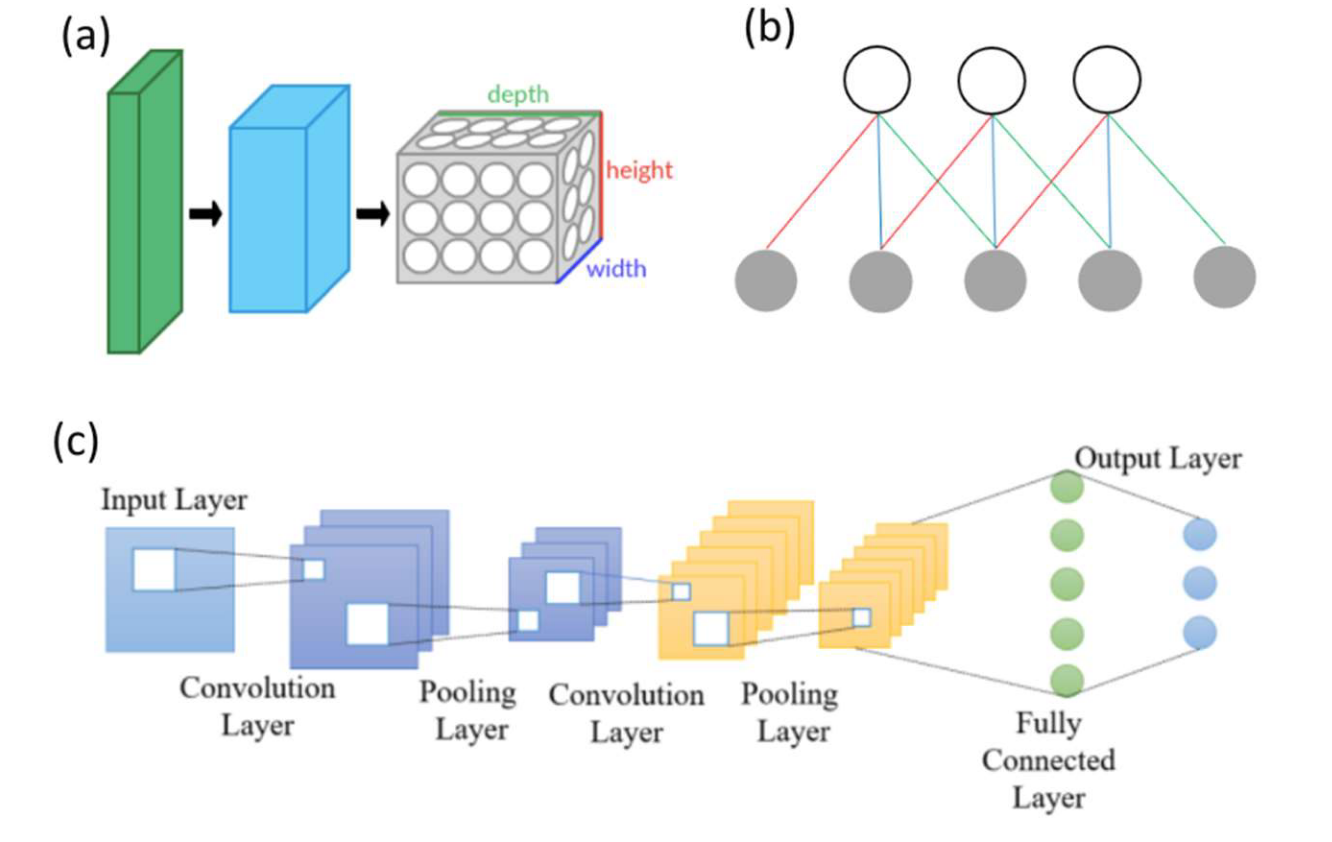 (a)
depth
height
width
(b)
(c)
Input Layer
Convolution
Layer
Pooling
Layer
Convolution
Layer
Pooling
Layer
Fully
Connected
Layer
Output Layer